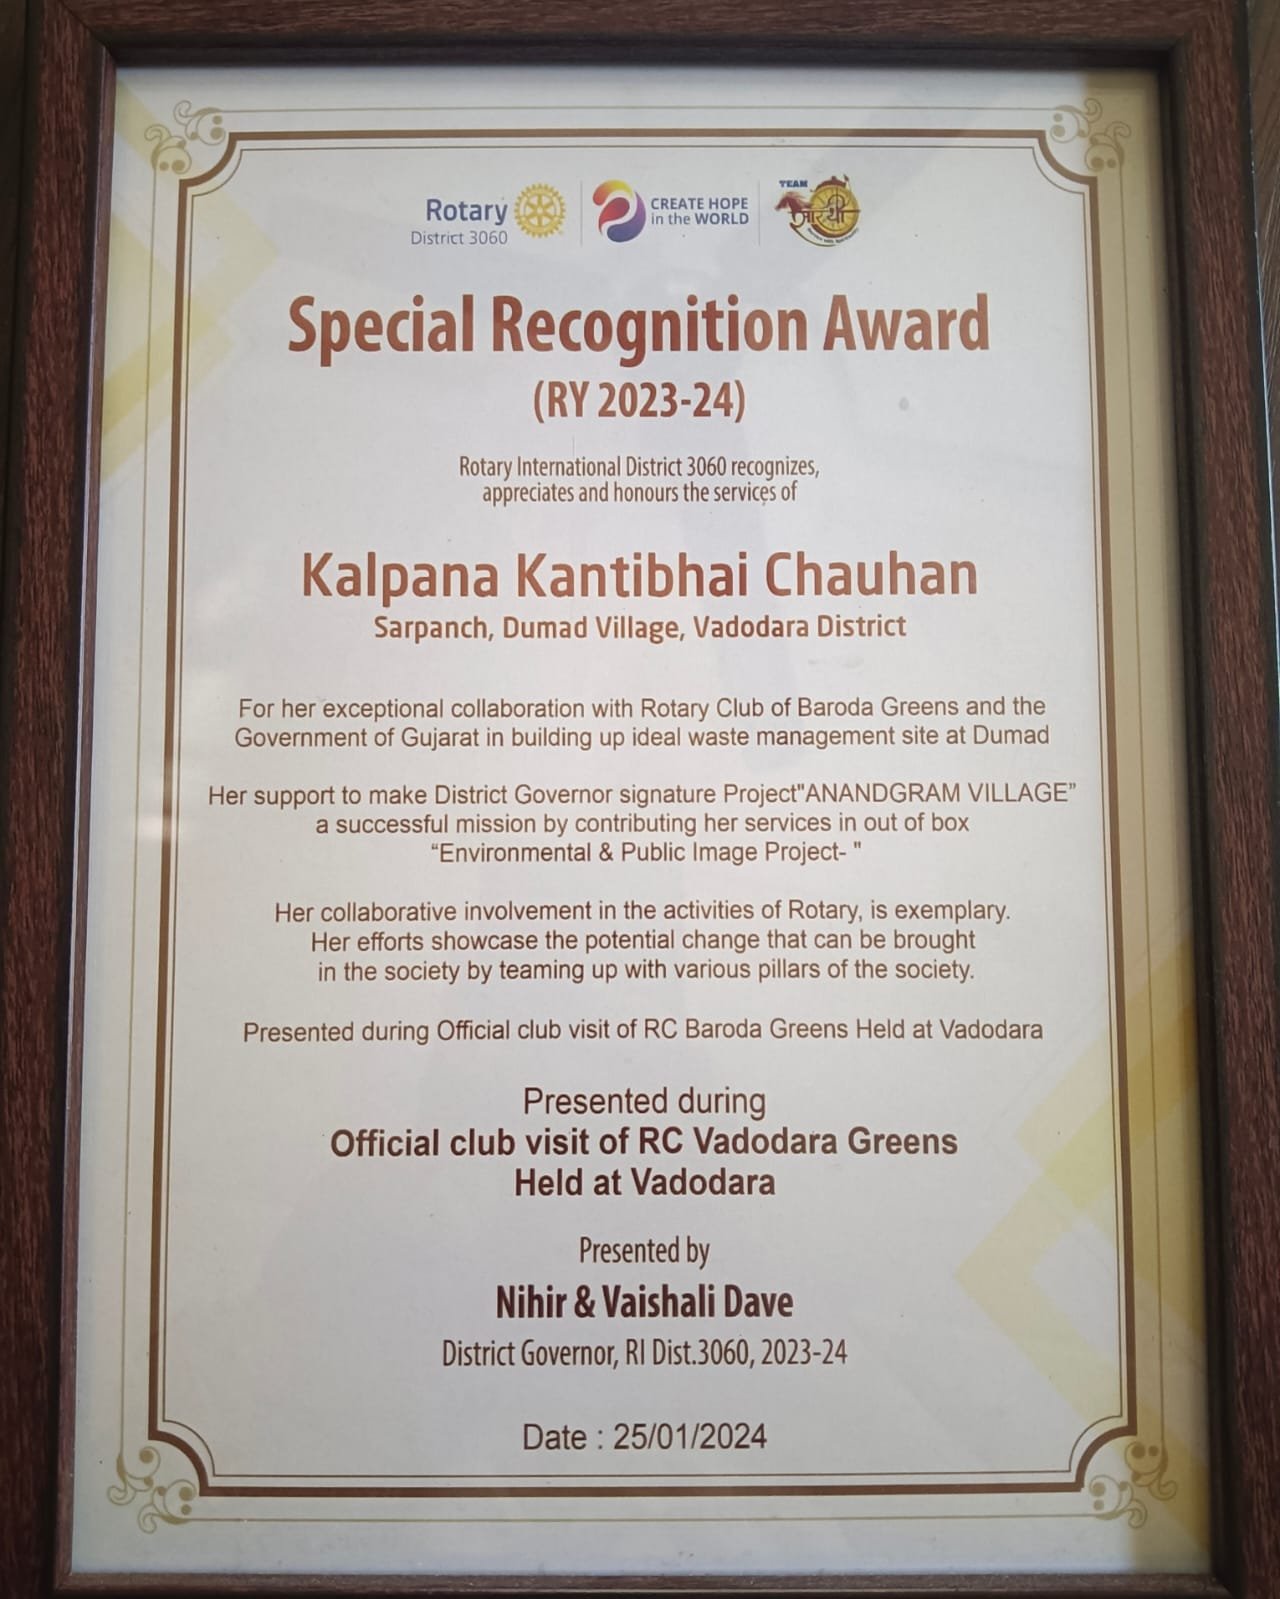 Rotary
District 3060
CREATE HOPE
in the WORLD
TEAM
सारथी
Special Recognition Award
(RY 2023-24)
Rotary International District 3060 recognizes,
appreciates and honours the services of
Kalpana Kantibhai Chauhan
Sarpanch, Dumad Village, Vadodara District
For her exceptional collaboration with Rotary Club of Baroda Greens and the
Government of Gujarat in building up ideal waste management site at Dumad
Her support to make District Governor signature Project"ANANDGRAM VILLAGE”
a successful mission by contributing her services in out of box
“Environmental & Public Image Project- "
Her collaborative involvement in the activities of Rotary, is exemplary.
Her efforts showcase the potential change that can be brought
in the society by teaming up with various pillars of the society.
Presented during Official club visit of RC Baroda Greens Held at Vadodara
Presented during
Official club visit of RC Vadodara Greens
Held at Vadodara
Presented by
Nihir & Vaishali Dave
District Governor, RI Dist.3060, 2023-24
Date : 25/01/2024